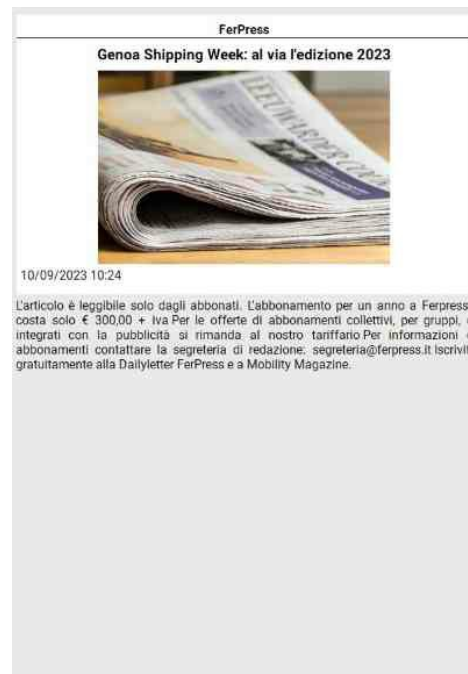 FerPress
Genoa Shipping Week: al via l'edizione 2023
LEEUWARDER COU
10/09/2023 10:24
L'articolo è leggibile solo dagli abbonati. L'abbonamento per un anno a Ferpress
costa solo € 300,00 + Iva Per le offerte di abbonamenti collettivi, per gruppi,
integrati con la pubblicità si rimanda al nostro tariffario Per informazioni
abbonamenti contattare la segreteria di redazione: segreteria@ferpress.it Iscrivit
gratuitamente alla Dailyletter FerPress e a Mobility Magazine.